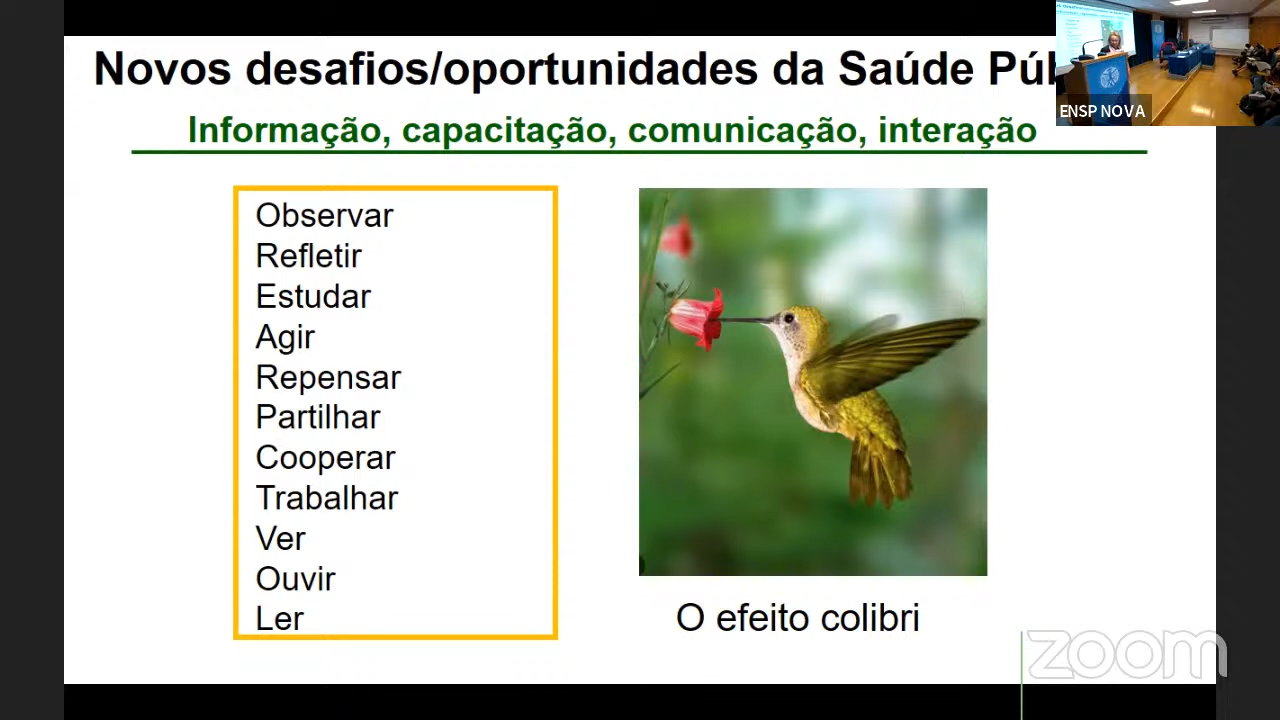 Novos desafios/oportunidades da Saúde Púb
Informação, capacitação, comunicação, interação
Observar
Refletir
Estudar
Agir
Repensar
Partilhar
Cooperar
Trabalhar
Ver
Ouvir
Ler
O efeito colibri
ENSP NOVA
zoom